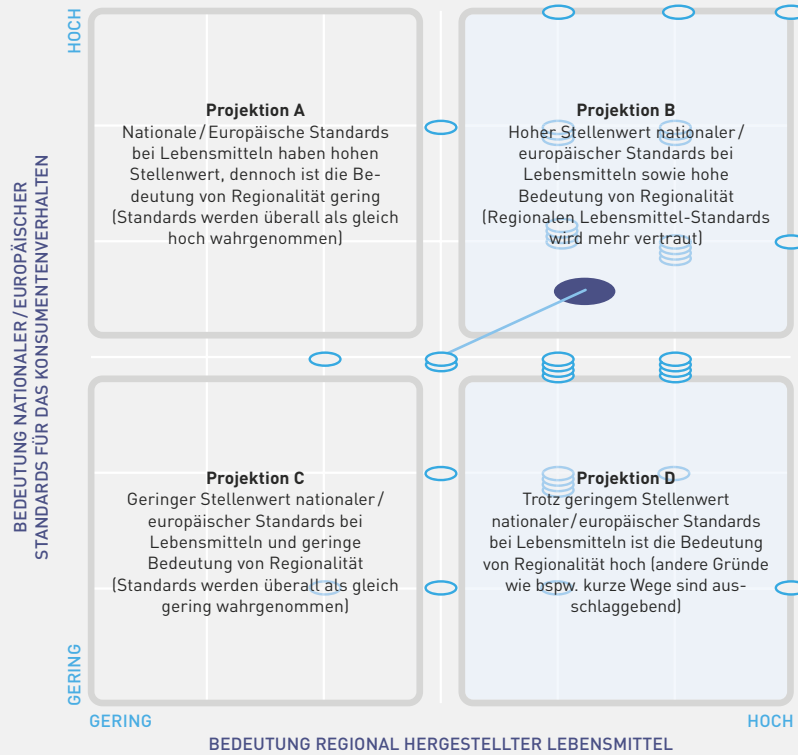 HOCH
BEDEUTUNG NATIONALER / EUROPÄISCHER
STANDARDS FÜR DAS KONSUMENTENVERHALTEN
GERING
Projektion A
Nationale / Europäische Standards
bei Lebensmitteln haben hohen
Stellenwert, dennoch ist die Be-
deutung von Regionalität gering
(Standards werden überall als gleich
hoch wahrgenommen)
Projektion B
Hoher Stellenwert nationaler /
europäischer Standards bei
Lebensmitteln sowie hohe
Bedeutung von Regionalität
(Regionalen Lebensmittel-Standards
wird mehr vertraut)
Projektion C
Geringer Stellenwert nationaler /
europäischer Standards bei
Lebensmitteln und geringe
Bedeutung von Regionalität
(Standards werden überall als gleich
gering wahrgenommen)
Projektion D
Trotz geringem Stellenwert
nationaler / europäischer Standards
bei Lebensmitteln ist die Bedeutung
von Regionalität hoch (andere Gründe
wie bspw. kurze Wege sind aus-
schlaggebend)
GERING
HOCH
BEDEUTUNG REGIONAL HERGESTELLTER LEBENSMITTEL